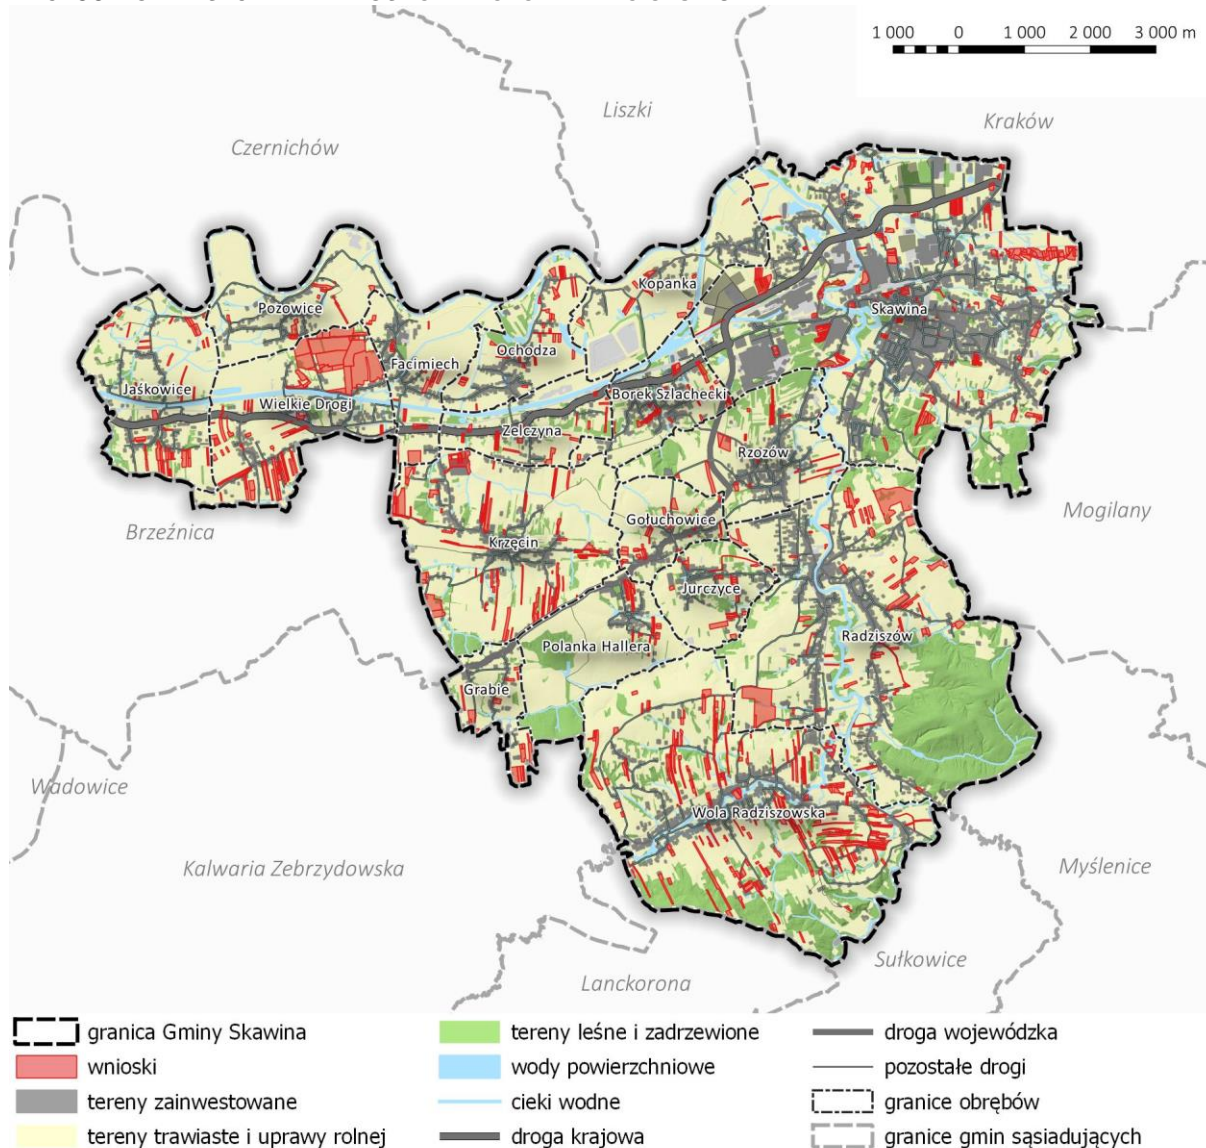 1 000 0 1 000 2 000 3 000 m
Liszki
Kraków
Czernichów
Kopanka
Pozowice
Skawina
Ochodza
Facimiech
Jaśkowice
Borek Szlachecki
Wielkie Drogi
Zelczyna
Rzozów
Mogilany
Gołuchowice
Brzeźnica
Krzęcin
Jurczyce
Radziszów
Polanka Hallera
Grabie
Wadowice
Wola Radziszowska
Kalwaria Zebrzydowska
Myślenice
Sułkowice
Lanckorona
granica Gminy Skawina
wnioski
tereny zainwestowane
tereny trawiaste i uprawy rolnej
tereny leśne i zadrzewione
wody powierzchniowe
cieki wodne
droga krajowa
droga wojewódzka
pozostałe drogi
granice obrębów
granice gmin sąsiadujących